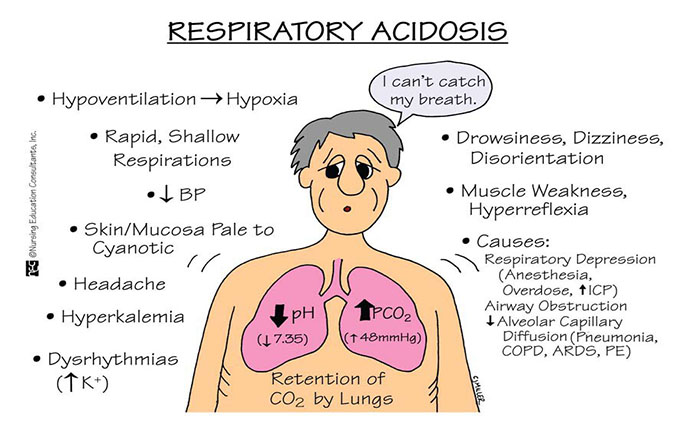 RESPIRATORY ACIDOSIS
I can't catch
my breath.
• Hypoventilation → Hypoxia
• Rapid, Shallow
Respirations
• ↓ BP
• Skin/Mucosa Pale to
Cyanotic
• Headache
• Hyperkalemia
• Dysrhythmias
(↑ K⁺)
• Drowsiness, Dizziness,
Disorientation
• Muscle Weakness,
Hyperreflexia
• Causes:
Respiratory Depression
(Anesthesia,
Overdose, ↑ICP)
Airway Obstruction
↓ Alveolar Capillary
Diffusion (Pneumonia,
COPD, ARDS, PE)
↓ pH
(↓ 7.35)
↑ PCO₂
(↑ 48mmHg)
Retention of
CO₂ by Lungs
©Nursing Education Consultants, Inc.
C.MILLER